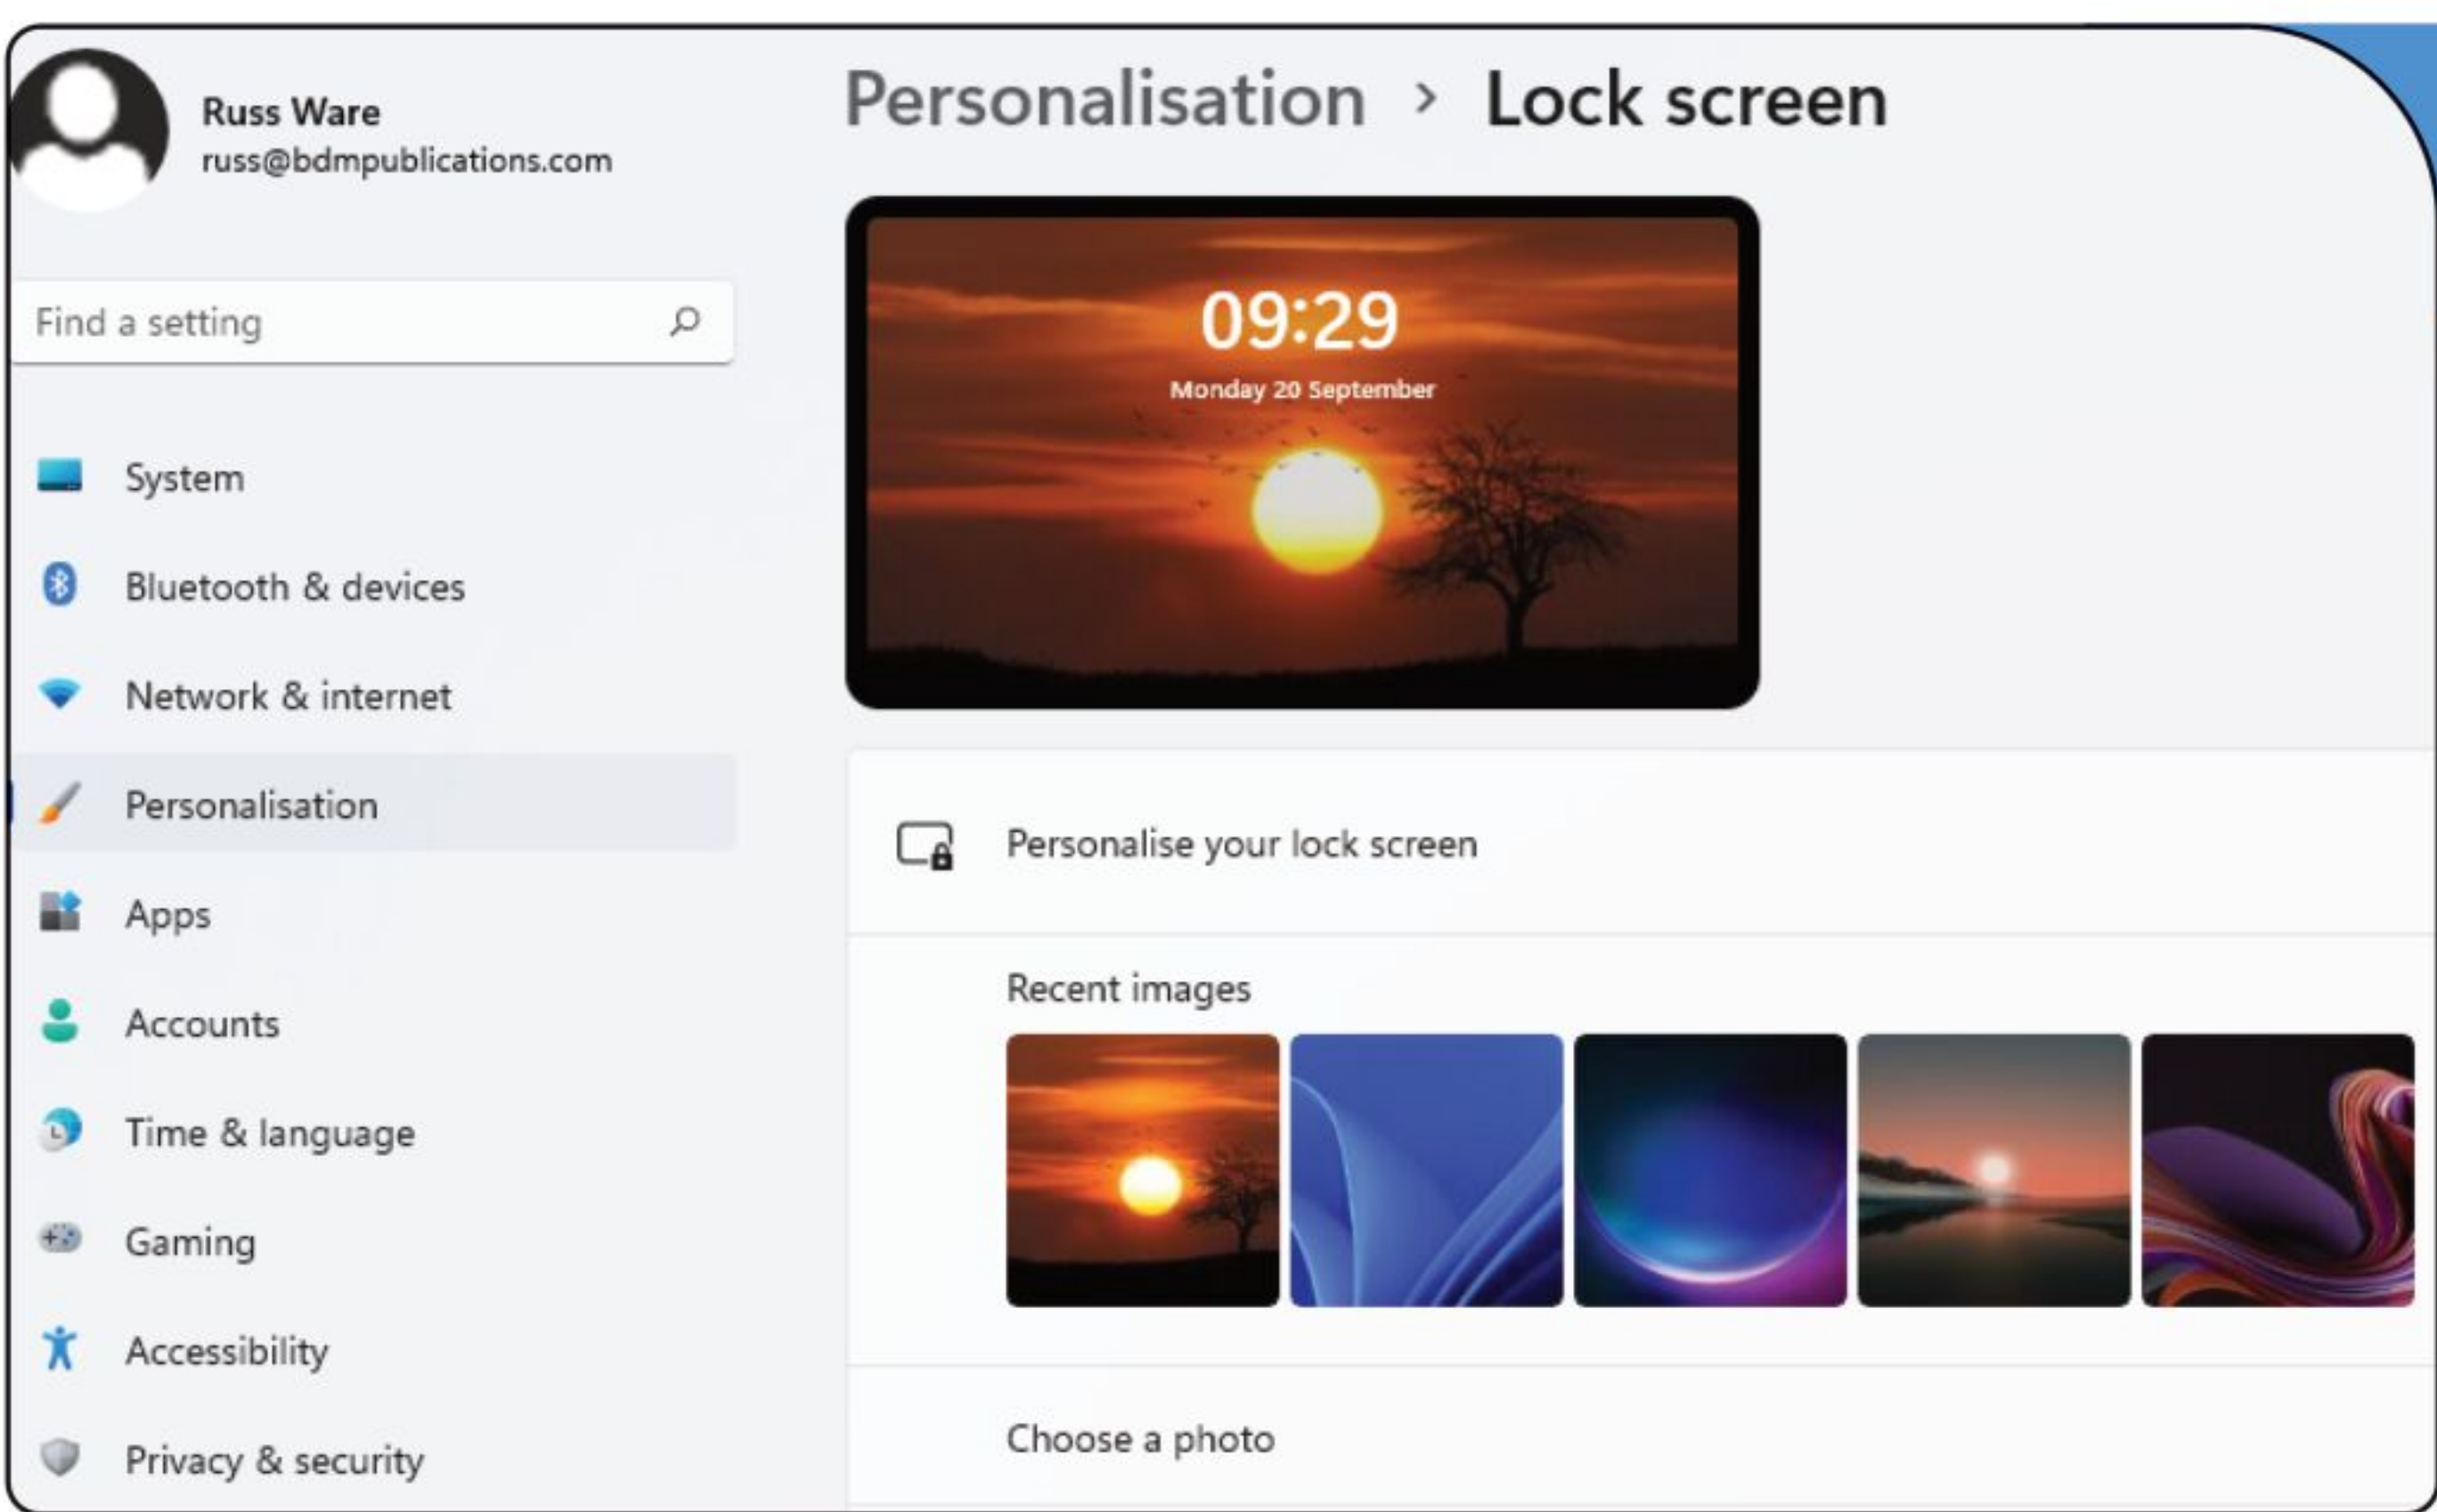 Russ Ware
russ@bdmpublications.com
Find a setting
System
Bluetooth & devices
Network & internet
Personalisation
Apps
Accounts
Time & language
Gaming
Accessibility
Privacy & security
Personalisation › Lock screen
09:29
Monday 20 September
Personalise your lock screen
Recent images
Choose a photo